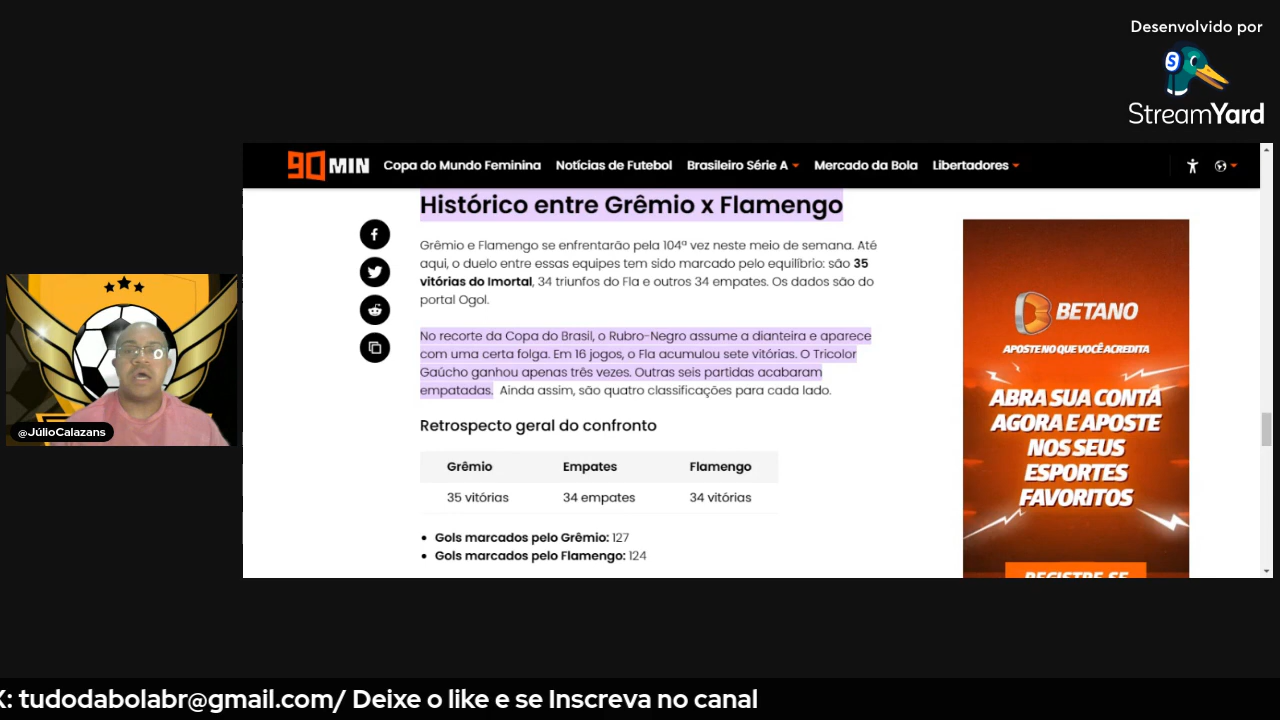 Desenvolvido por
S
StreamYard
90 MIN Copa do Mundo Feminina Notícias de Futebol Brasileiro Série A Mercado da Bola Libertadores
Histórico entre Grêmio x Flamengo
Grêmio e Flamengo se enfrentarão pela 104ª vez neste meio de semana. Até
aqui, o duelo entre essas equipes tem sido marcado pelo equilíbrio: são 35
vitórias do Imortal, 34 triunfos do Fla e outros 34 empates. Os dados são do
portal Ogol.
No recorte da Copa do Brasil, o Rubro-Negro assume a dianteira e aparece
com uma certa folga. Em 16 jogos, o Fla acumulou sete vitórias. O Tricolor
Gaúcho ganhou apenas três vezes. Outras seis partidas acabaram
empatadas. Ainda assim, são quatro classificações para cada lado.
Retrospecto geral do confronto
Grêmio Empates Flamengo
35 vitórias 34 empates 34 vitórias
Gols marcados pelo Grêmio: 127
Gols marcados pelo Flamengo: 124
BETANO
APOSTE NO QUE VOCÊ ACREDITA
ABRA SUA CONTA
AGORA E APOSTE
NOS SEUS
ESPORTES
FAVORITOS
REGISTRE-SE
@JúlioCalazans
X: tudodabolabr@gmail.com/ Deixe o like e se Inscreva no canal